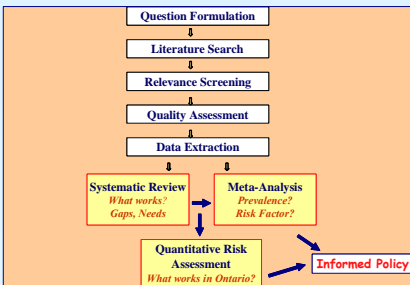 Question Formulation
Literature Search
Relevance Screening
Quality Assessment
Data Extraction
Systematic Review
What works?
Gaps, Needs
Meta-Analysis
Prevalence?
Risk Factor?
Quantitative Risk
Assessment
What works in Ontario?
Informed Policy